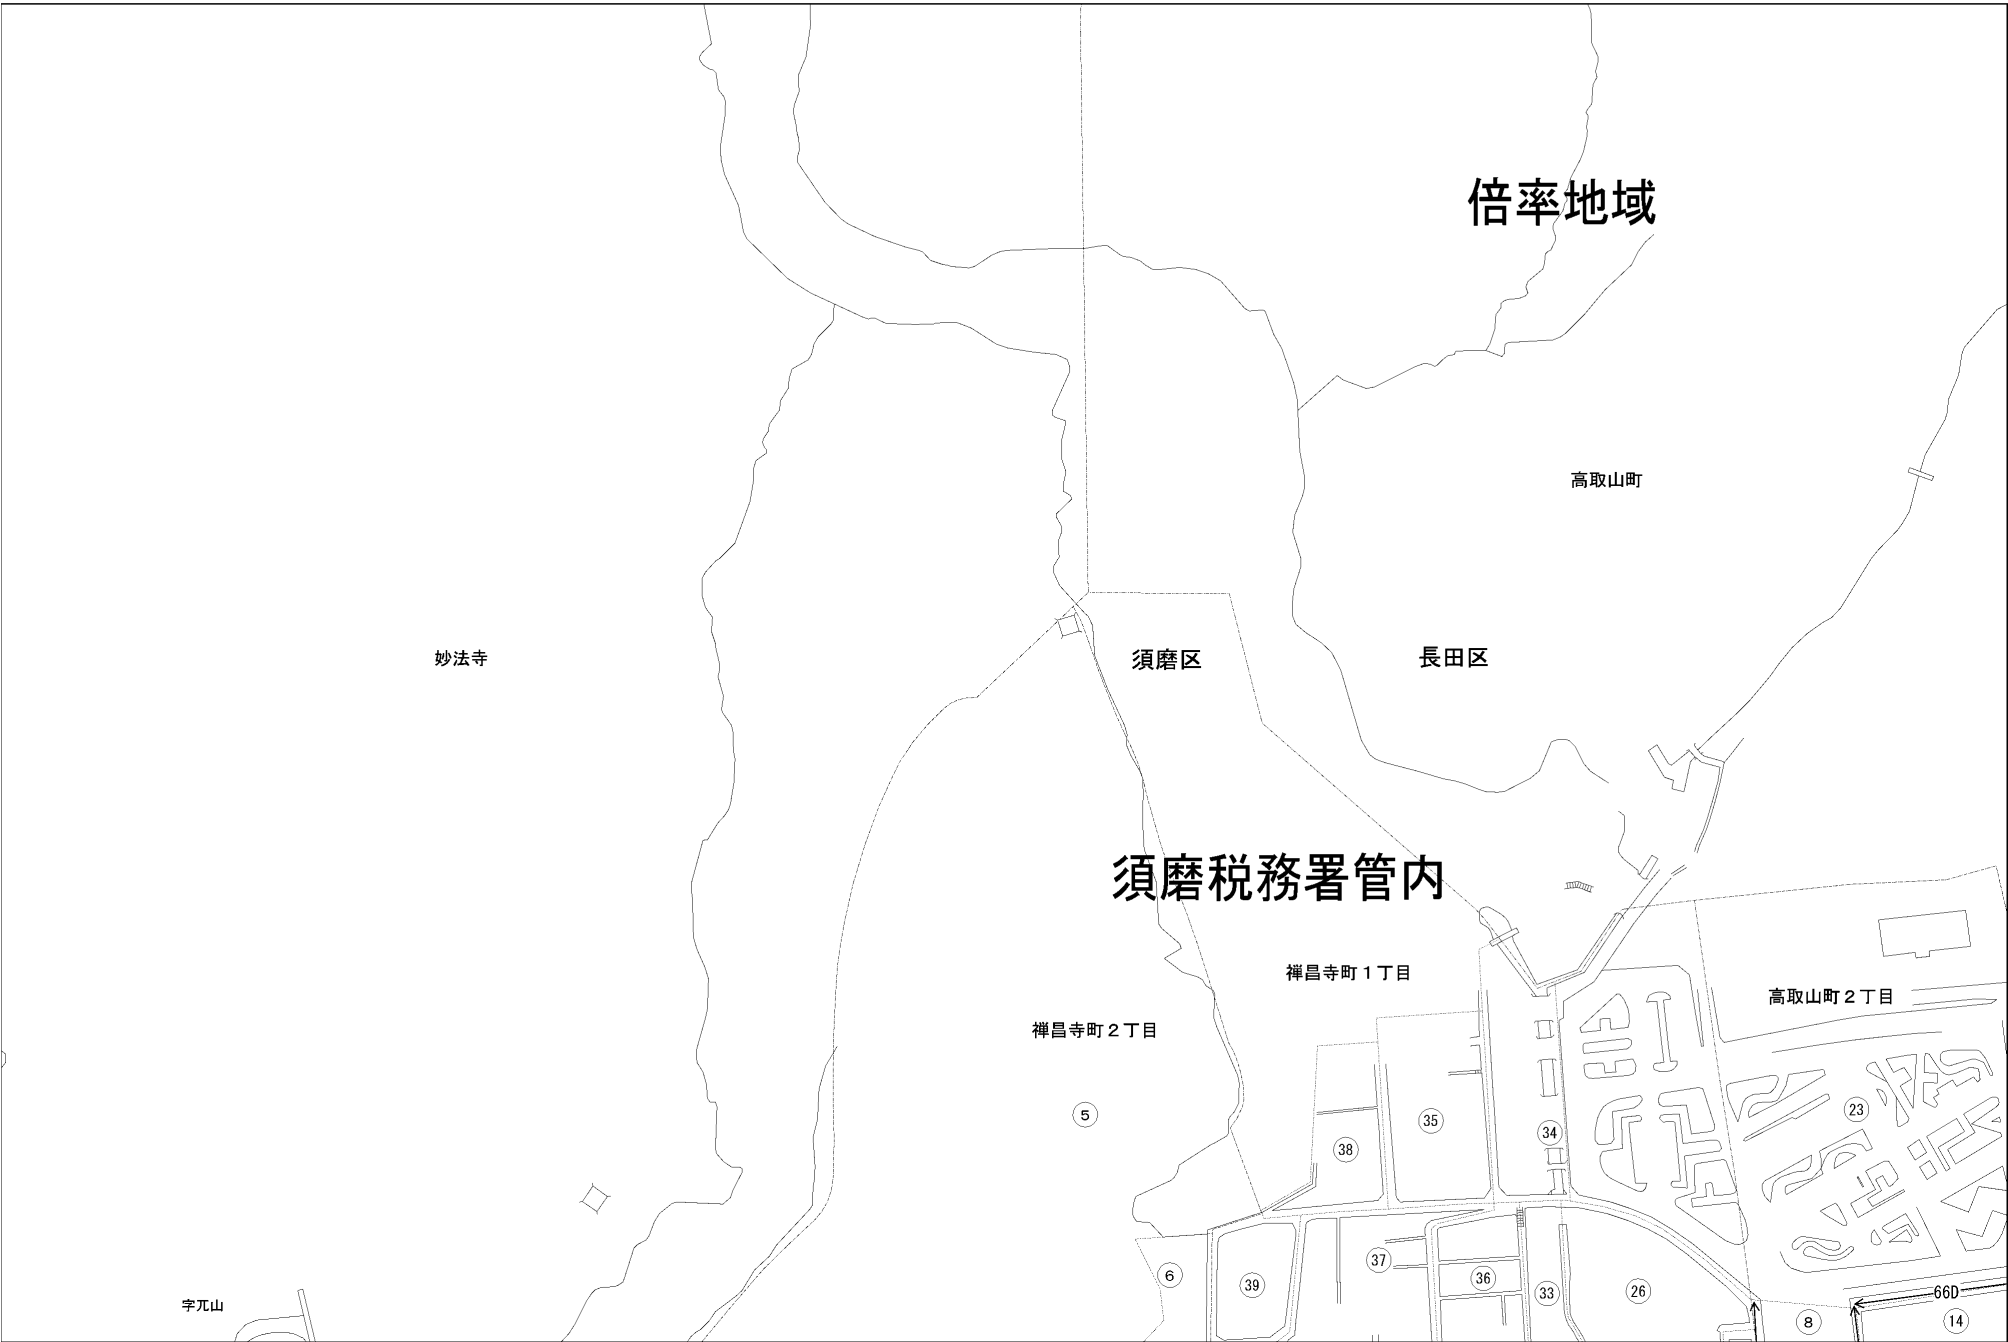 倍率地域
高取山町
妙法寺
須磨区
長田区
須磨税務署管内
禅昌寺町1丁目
高取山町2丁目
禅昌寺町2丁目
5
35
23
38
34
6
39
37
36
33
26
66D
8
14
字兀山